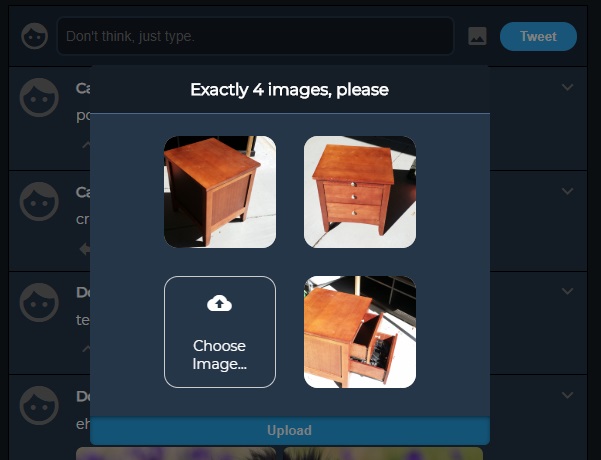 Don't think, just type.
Tweet
Exactly 4 images, please
Ca
po
Ca
cr
Choose
Image...
Do
te
Do
eh
Upload